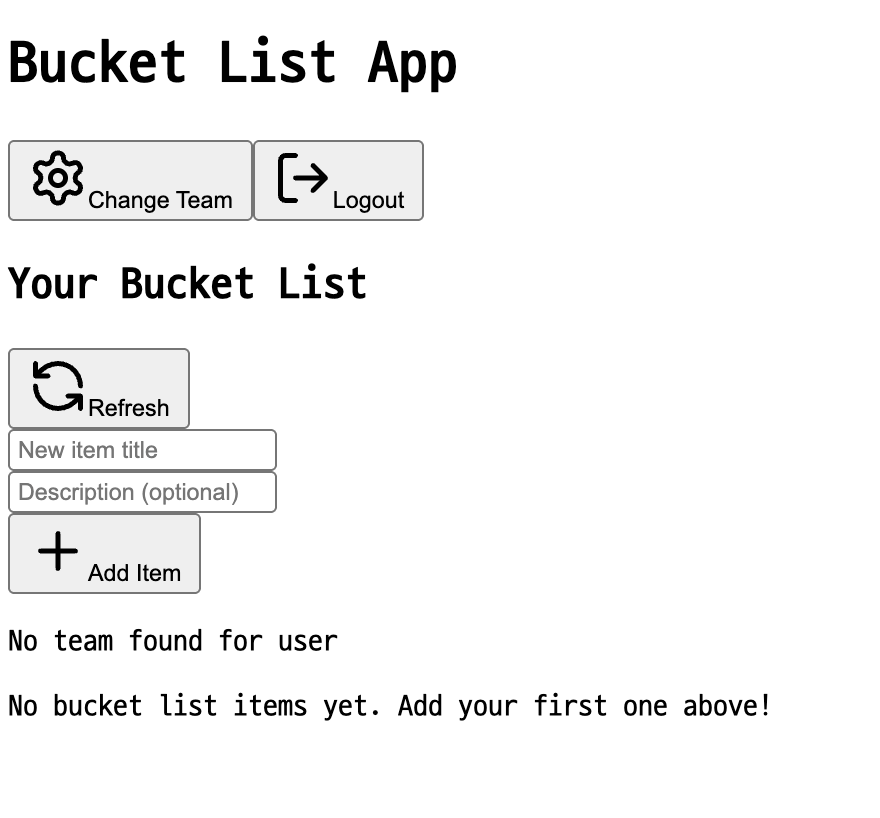 Bucket List App
Change Team Logout
Your Bucket List
Refresh
New item title
Description (optional)
Add Item
No team found for user
No bucket list items yet. Add your first one above!